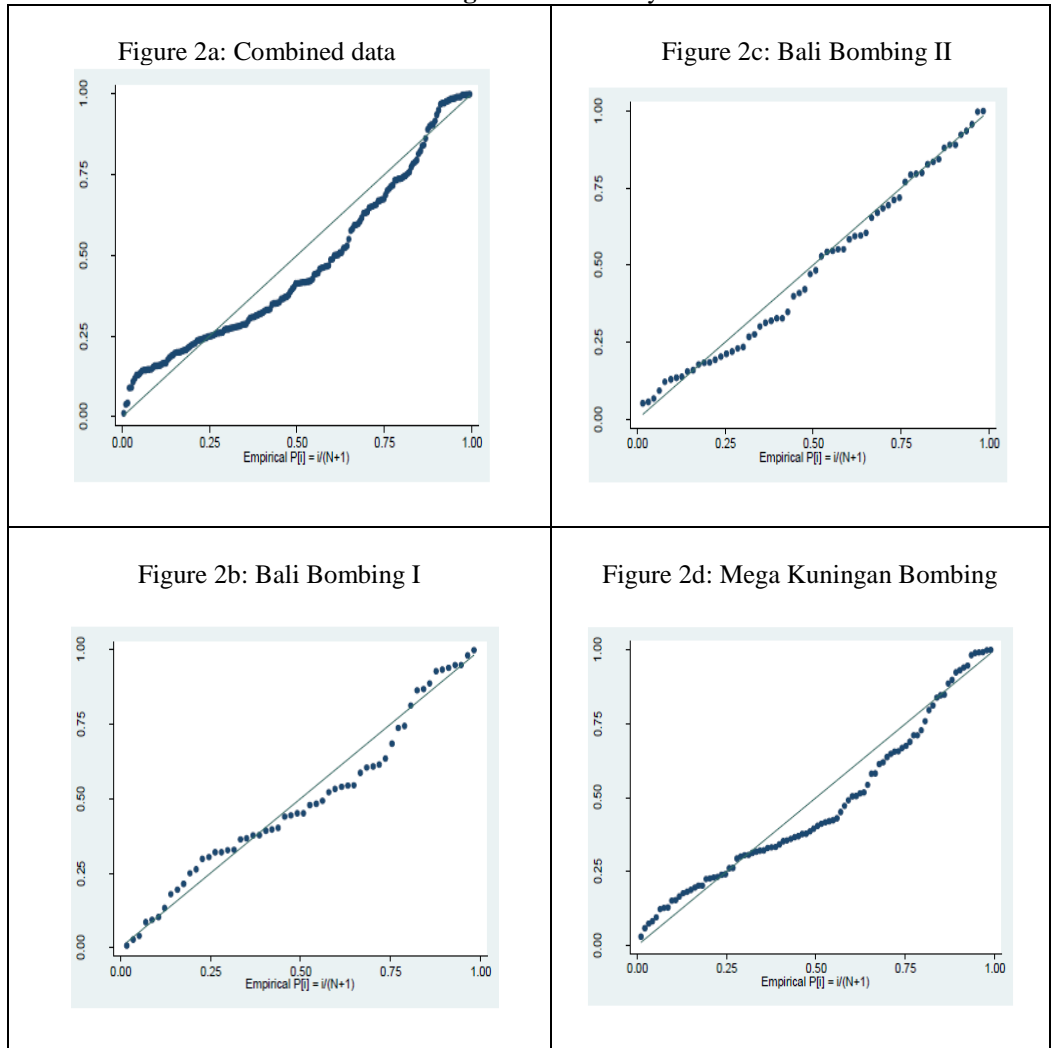 Figure 2a: Combined data
1.00
0.75
0.50
0.25
0.00
0.00 0.25 0.50 0.75 1.00
Empirical P[i] = i/(N+1)
Figure 2c: Bali Bombing II
1.00
0.75
0.50
0.25
0.00
0.00 0.25 0.50 0.75 1.00
Empirical P[i] = i/(N+1)
Figure 2b: Bali Bombing I
1.00
0.75
0.50
0.25
0.00
0.00 0.25 0.50 0.75 1.00
Empirical P[i] = i/(N+1)
Figure 2d: Mega Kuningan Bombing
1.00
0.75
0.50
0.25
0.00
0.00 0.25 0.50 0.75 1.00
Empirical P[i] = i/(N+1)